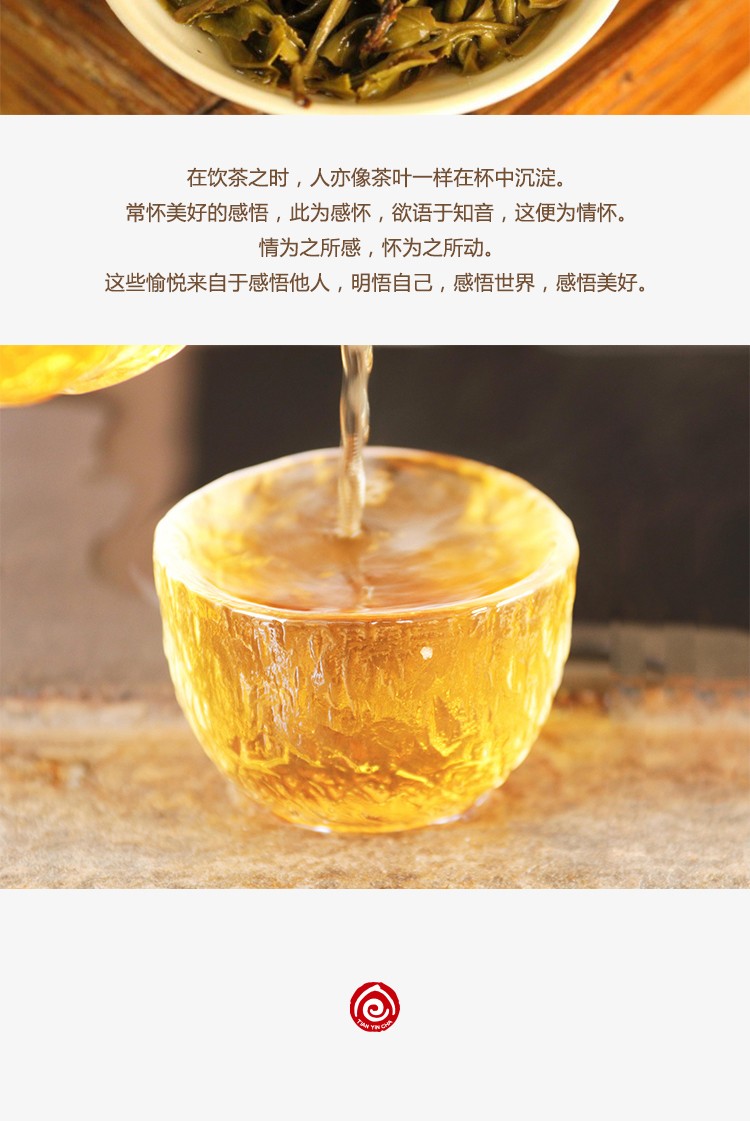 在饮茶之时，人亦像茶叶一样在杯中沉淀。
常怀美好的感悟，此为感怀，欲语于知音，这便为情怀。
情为之所感，怀为之所动。
这些愉悦来自于感悟他人，明悟自己，感悟世界，感悟美好。
TIAN YIN CHA